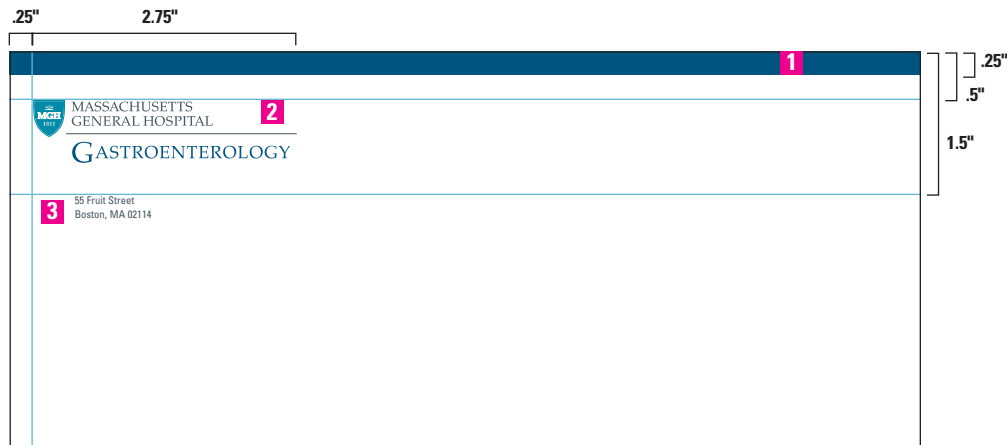 .25" 2.75"
1
.25"
.5"
1.5"
MGH
1811
MASSACHUSETTS
GENERAL HOSPITAL
2
GASTROENTEROLOGY
3
55 Fruit Street
Boston, MA 02114